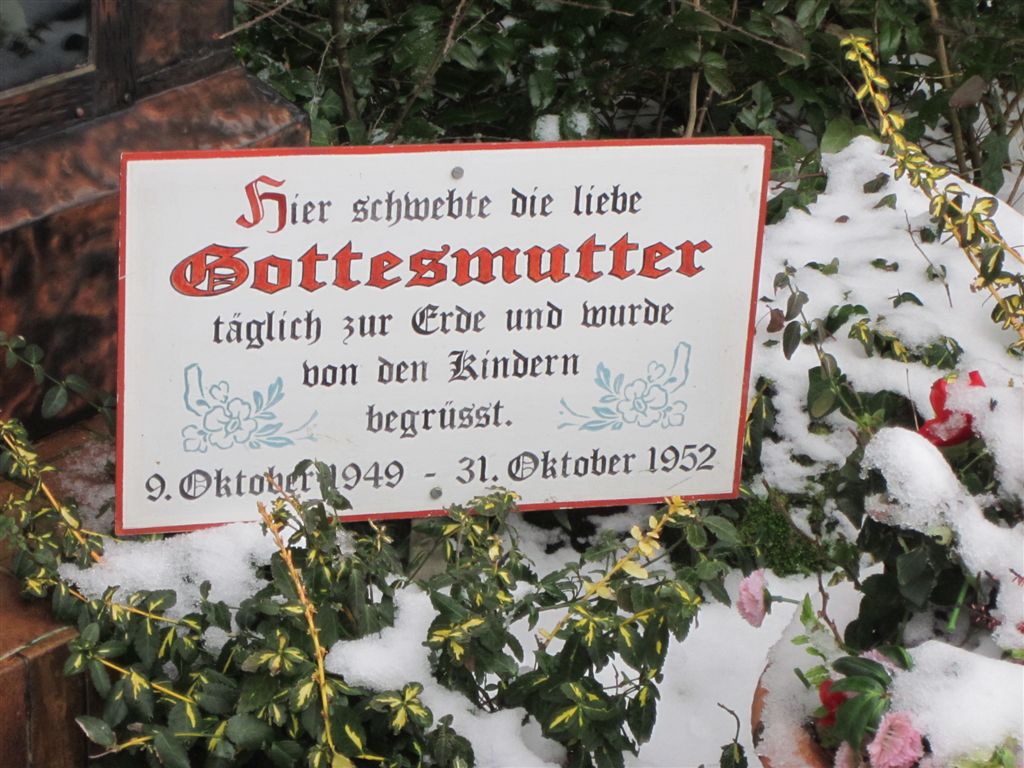 Hier schwebte die liebe
Gottesmutter
täglich zur Erde und wurde
von den Kindern
begrüsst.
9. Oktober 1949 - 31. Oktober 1952